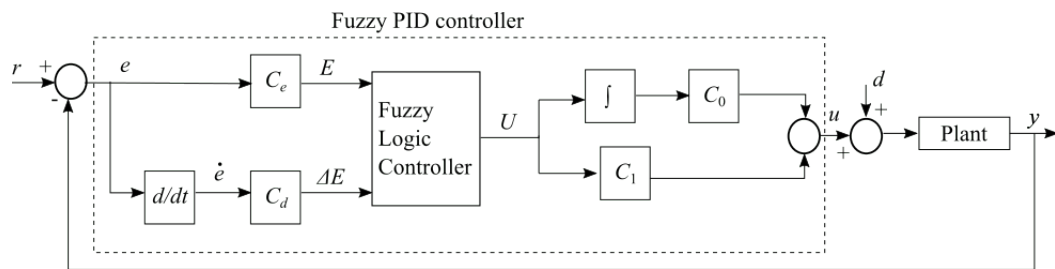 Fuzzy PID controller
r
+
-
e
C_e
E
d/dt
ė
C_d
ΔE
Fuzzy
Logic
Controller
U
∫
C_0
C_1
u
+
d
+
Plant
y